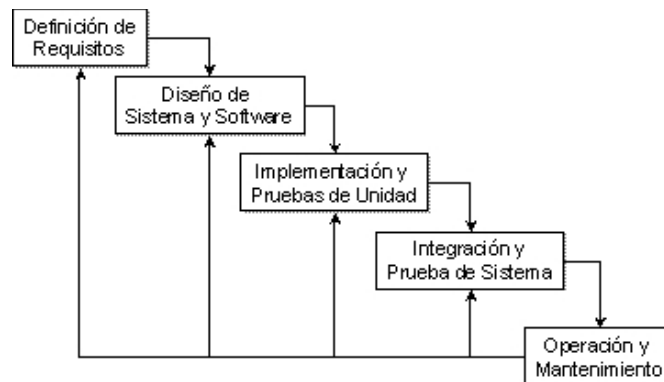 Definición de
Requisitos
Diseño de
Sistema y Software
Implementación y
Pruebas de Unidad
Integración y
Prueba de Sistema
Operación y
Mantenimiento